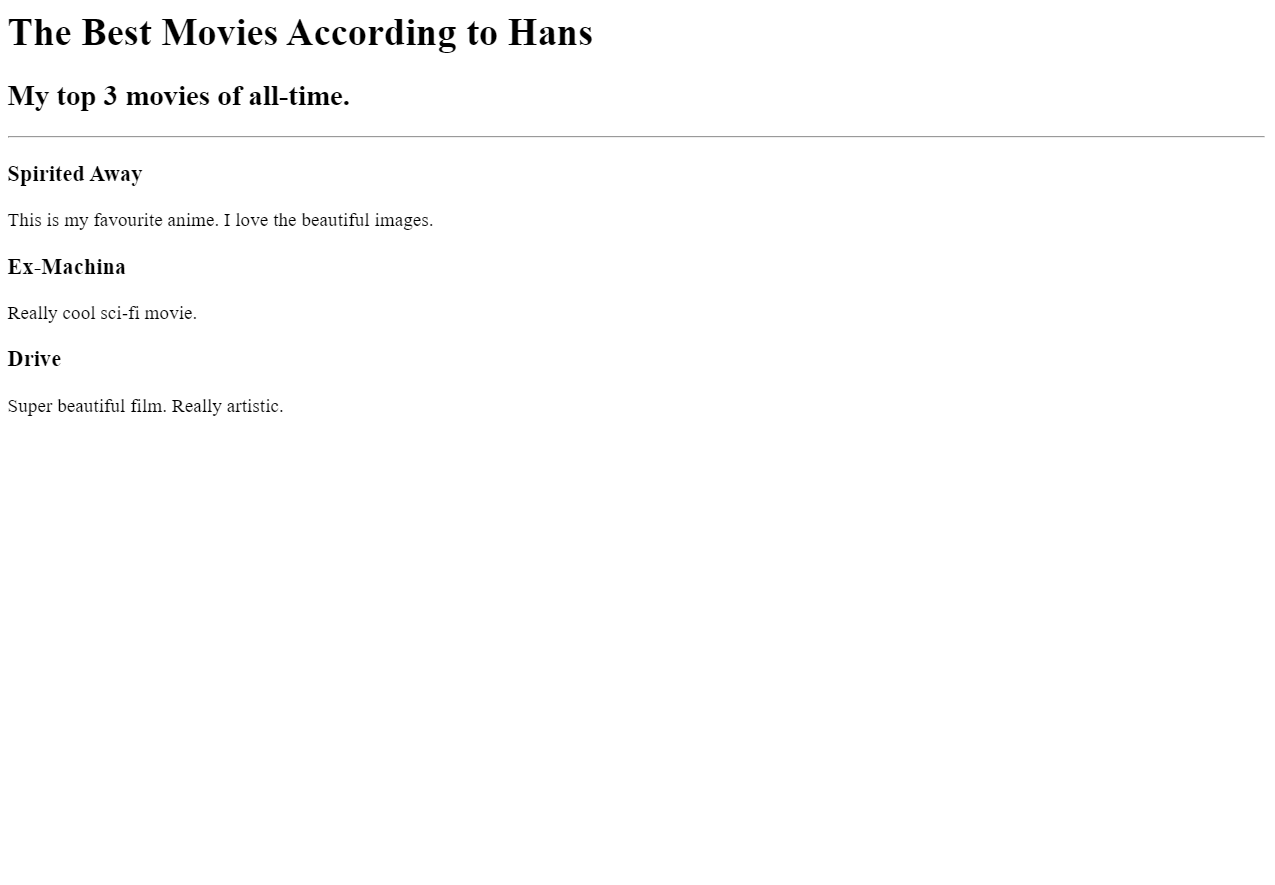 The Best Movies According to Hans
My top 3 movies of all-time.
Spirited Away
This is my favourite anime. I love the beautiful images.
Ex-Machina
Really cool sci-fi movie.
Drive
Super beautiful film. Really artistic.